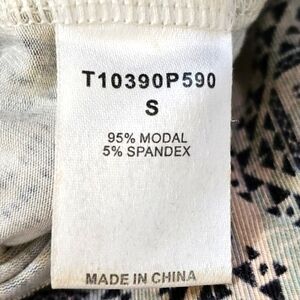 T10390P590
S
95% MODAL
5% SPANDEX
MADE IN CHINA